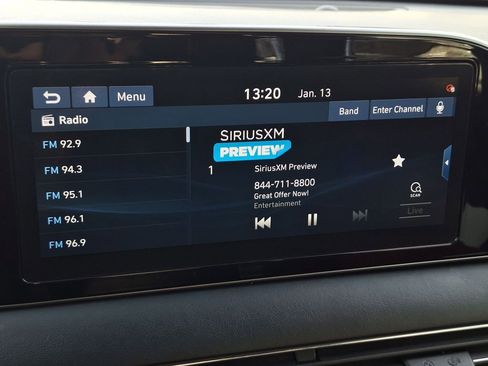 Menu
13:20
Jan. 13
Radio
Band
Enter Channel
FM 92.9
FM 94.3
FM 95.1
FM 96.1
FM 96.9
SIRIUSXM
PREVIEW
1
SiriusXM Preview
844-711-8800
Great Offer Now!
Entertainment
SCAN
Live